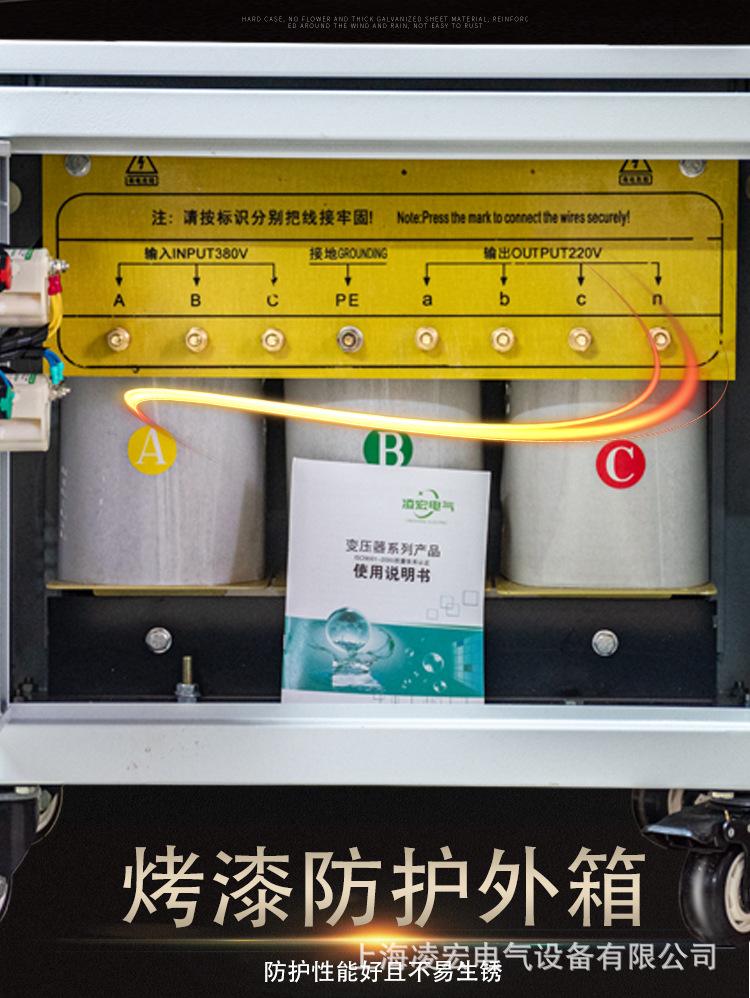 HARD CASE, NO FLOWER AND THICK GALVANIZED SHEET MATERIAL, REINFORC
ED AROUND THE WIND AND RAIN, NOT EASY TO RUST
注: 请按标识分别把线接牢固! Note:Press the mark to connect the wires securely!
输入INPUT380V 接地GROUNDING 输出OUTPUT220V
A B C PE a b c n
A B C
凌宏电气
变压器系列产品
使用说明书
烤漆防护外箱
上海凌宏电气设备有限公司
防护性能好且不易生锈